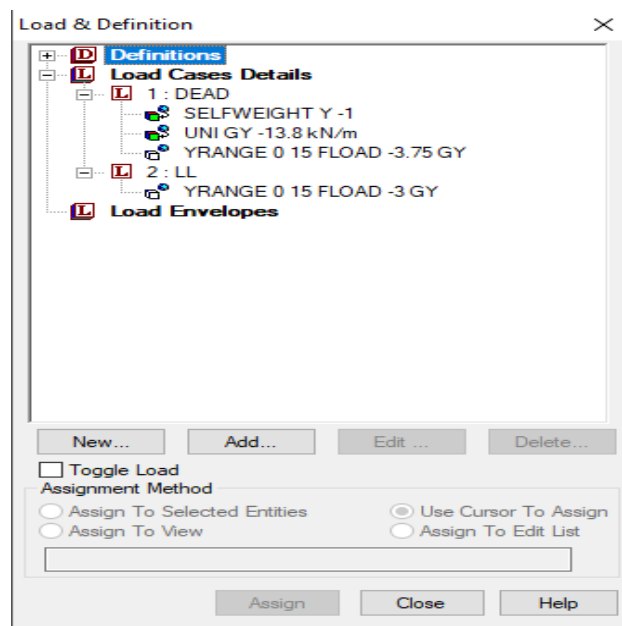 Load & Definition
Definitions
Load Cases Details
1 : DEAD
SELFWEIGHT Y -1
UNI GY -13.8 kN/m
YRANGE 0 15 FLOAD -3.75 GY
2 : LL
YRANGE 0 15 FLOAD -3 GY
Load Envelopes
New... Add... Edit ... Delete...
Toggle Load
Assignment Method
Assign To Selected Entities Use Cursor To Assign
Assign To View Assign To Edit List
Assign Close Help